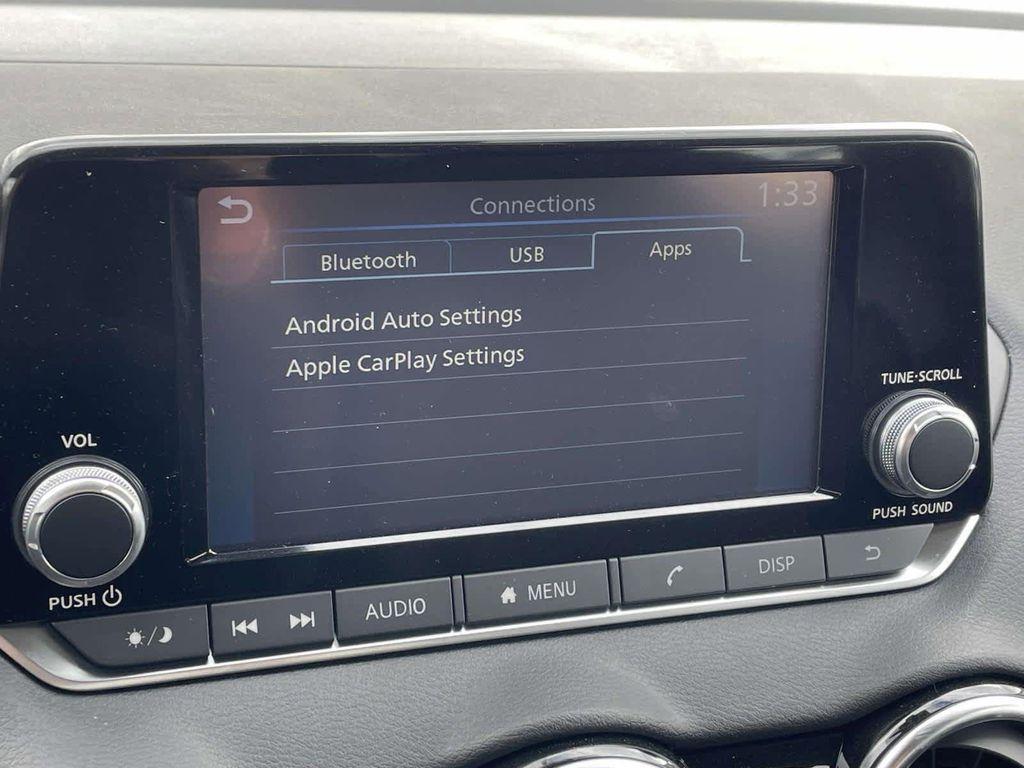 Connections
1:33
Bluetooth
USB
Apps
Android Auto Settings
Apple CarPlay Settings
VOL
PUSH
TUNE·SCROLL
PUSH SOUND
AUDIO
MENU
DISP